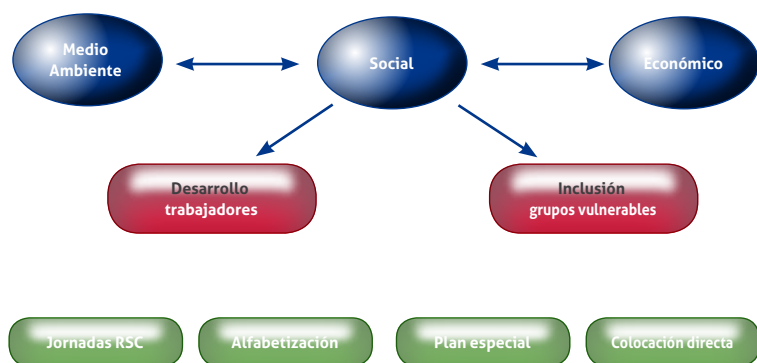 Medio
Ambiente
Social
Económico
Desarrollo
trabajadores
Inclusión
grupos vulnerables
Jornadas RSC
Alfabetización
Plan especial
Colocación directa